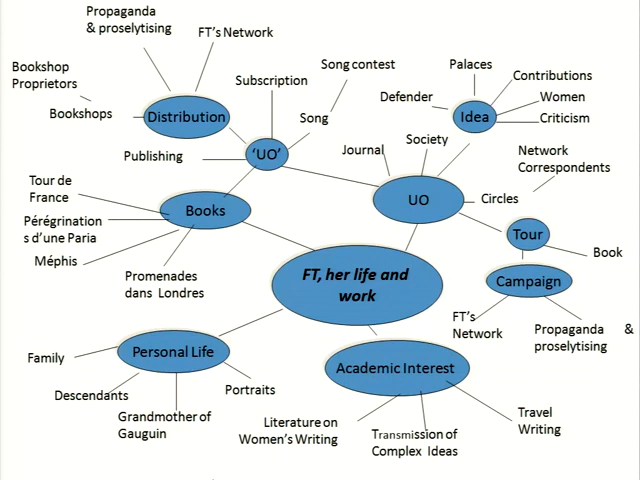 Propaganda
& proselytising
FT's Network
Bookshop
Proprietors
Bookshops
Distribution
Subscription
Song contest
Song
Publishing
'UO'
Palaces
Contributions
Defender
Women
Idea
Criticism
Journal
Society
Network
Correspondents
UO
Circles
Tour
Book
Campaign
FT's
Network
Propaganda &
proselytising
Tour de
France
Books
Pérégrination
s d'une Paria
Méphis
Promenades
dans Londres
FT, her life and
work
Personal Life
Family
Descendants
Grandmother of
Gauguin
Portraits
Academic Interest
Literature on
Women's Writing
Transmission of
Complex Ideas
Travel
Writing